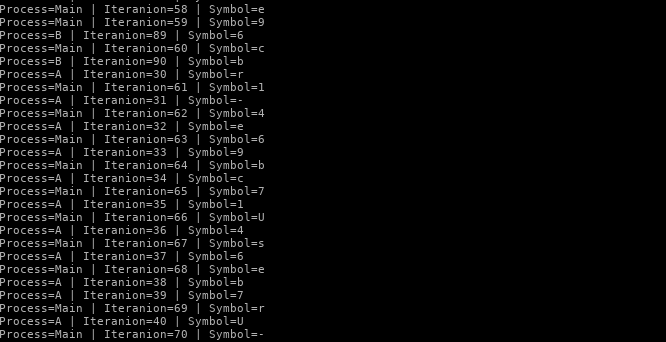 Process=Main | Iteranion=58 | Symbol=e
Process=Main | Iteranion=59 | Symbol=9
Process=B | Iteranion=89 | Symbol=6
Process=Main | Iteranion=60 | Symbol=c
Process=B | Iteranion=90 | Symbol=b
Process=A | Iteranion=30 | Symbol=r
Process=Main | Iteranion=61 | Symbol=1
Process=A | Iteranion=31 | Symbol=-
Process=Main | Iteranion=62 | Symbol=4
Process=A | Iteranion=32 | Symbol=e
Process=Main | Iteranion=63 | Symbol=6
Process=A | Iteranion=33 | Symbol=9
Process=Main | Iteranion=64 | Symbol=b
Process=A | Iteranion=34 | Symbol=c
Process=Main | Iteranion=65 | Symbol=7
Process=A | Iteranion=35 | Symbol=1
Process=Main | Iteranion=66 | Symbol=U
Process=A | Iteranion=36 | Symbol=4
Process=Main | Iteranion=67 | Symbol=s
Process=A | Iteranion=37 | Symbol=6
Process=Main | Iteranion=68 | Symbol=e
Process=A | Iteranion=38 | Symbol=b
Process=A | Iteranion=39 | Symbol=7
Process=Main | Iteranion=69 | Symbol=r
Process=A | Iteranion=40 | Symbol=U
Process=Main | Iteranion=70 | Symbol=-